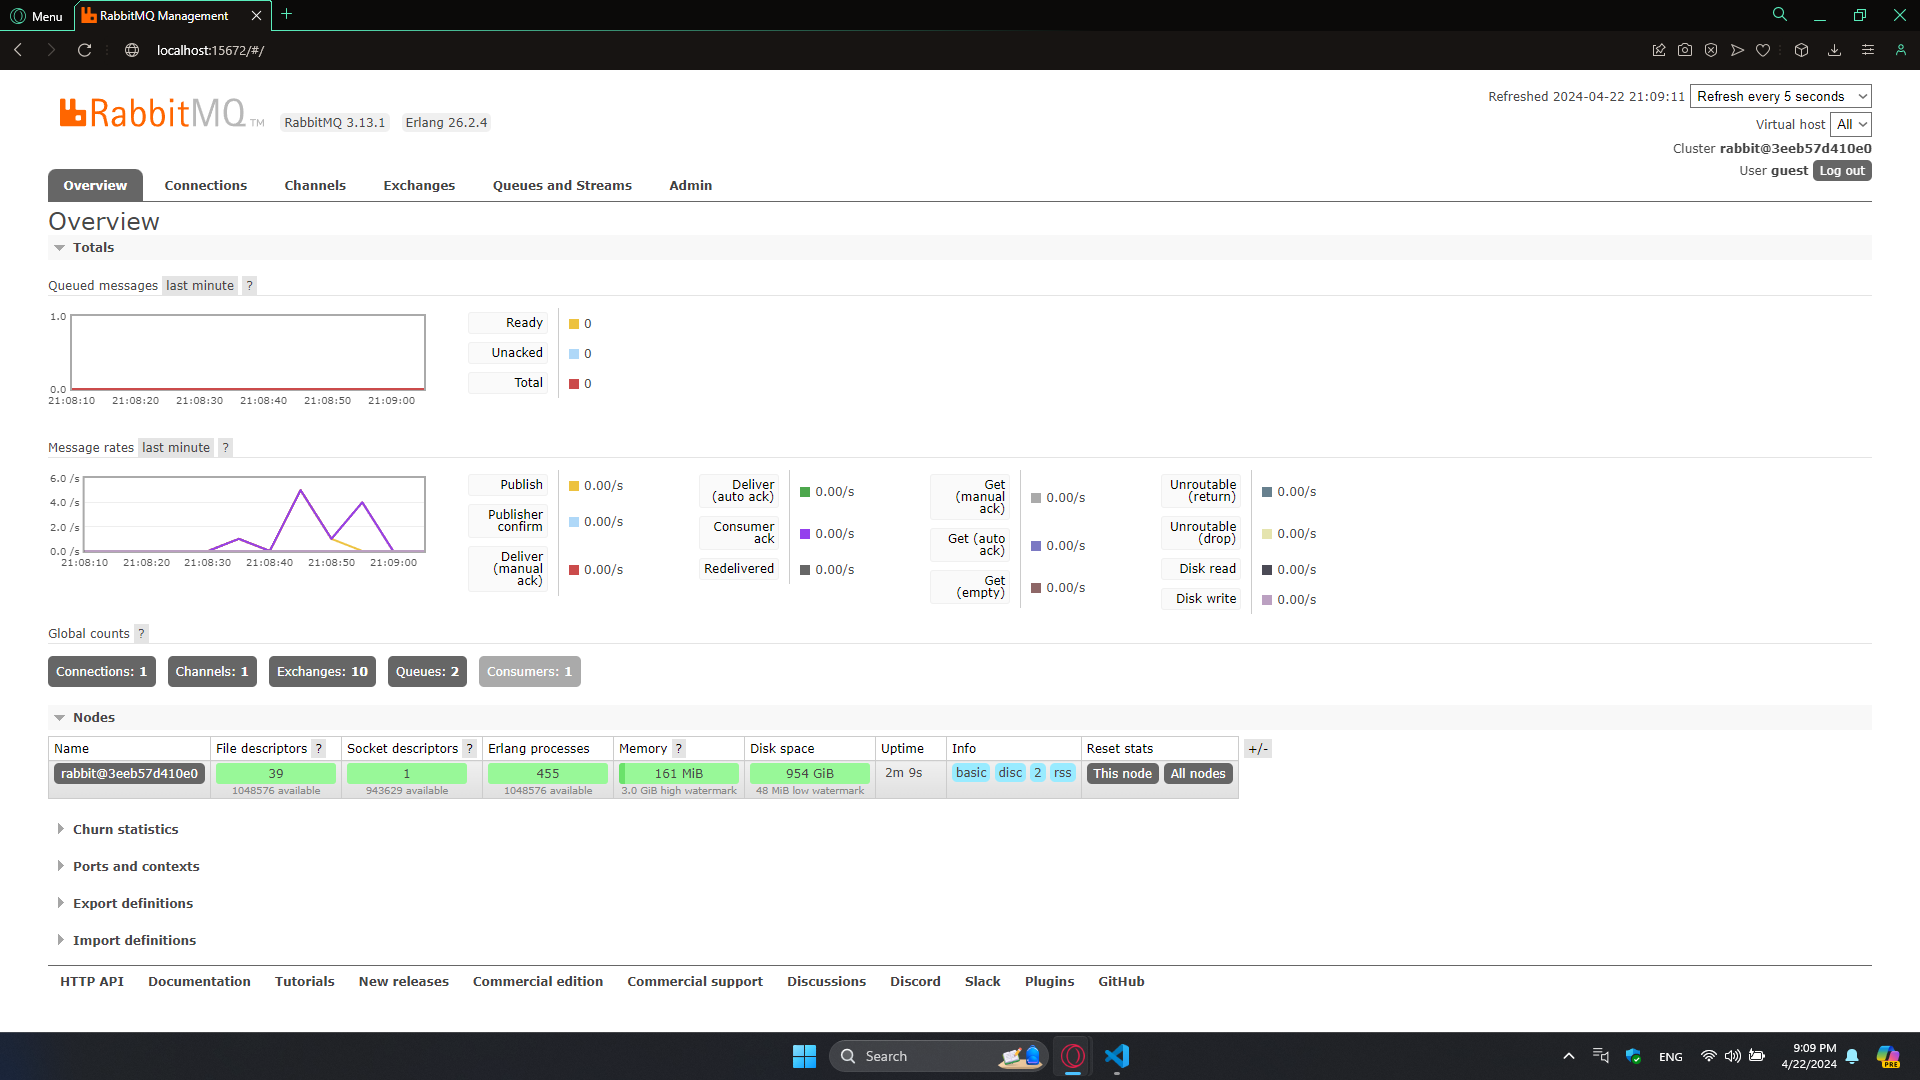 Menu
RabbitMQ Management
localhost:15672/#/
RabbitMQ TM
RabbitMQ 3.13.1
Erlang 26.2.4
Refreshed 2024-04-22 21:09:11
Refresh every 5 seconds
Virtual host All
Cluster rabbit@3eeb57d410e0
User guest Log out
Overview
Connections
Channels
Exchanges
Queues and Streams
Admin
Overview
Totals
Queued messages last minute ?
1.0
0.0
21:08:10 21:08:20 21:08:30 21:08:40 21:08:50 21:09:00
Ready 0
Unacked 0
Total 0
Message rates last minute ?
6.0 /s
4.0 /s
2.0 /s
0.0 /s
21:08:10 21:08:20 21:08:30 21:08:40 21:08:50 21:09:00
Publish 0.00/s
Publisher
confirm 0.00/s
Deliver
(manual
ack) 0.00/s
Deliver
(auto ack) 0.00/s
Consumer
ack 0.00/s
Redelivered 0.00/s
Get
(manual
ack) 0.00/s
Get (auto
ack) 0.00/s
Get
(empty) 0.00/s
Unroutable
(return) 0.00/s
Unroutable
(drop) 0.00/s
Disk read 0.00/s
Disk write 0.00/s
Global counts ?
Connections: 1
Channels: 1
Exchanges: 10
Queues: 2
Consumers: 1
Nodes
Name File descriptors ? Socket descriptors ? Erlang processes Memory ? Disk space Uptime Info Reset stats +/-
rabbit@3eeb57d410e0 39 1 455 161 MiB 954 GiB 2m 9s basic disc 2 rss This node All nodes
1048576 available 943629 available 1048576 available 3.0 GiB high watermark 48 MiB low watermark
Churn statistics
Ports and contexts
Export definitions
Import definitions
HTTP API Documentation Tutorials New releases Commercial edition Commercial support Discussions Discord Slack Plugins GitHub
Search
ENG
9:09 PM
4/22/2024
PRE